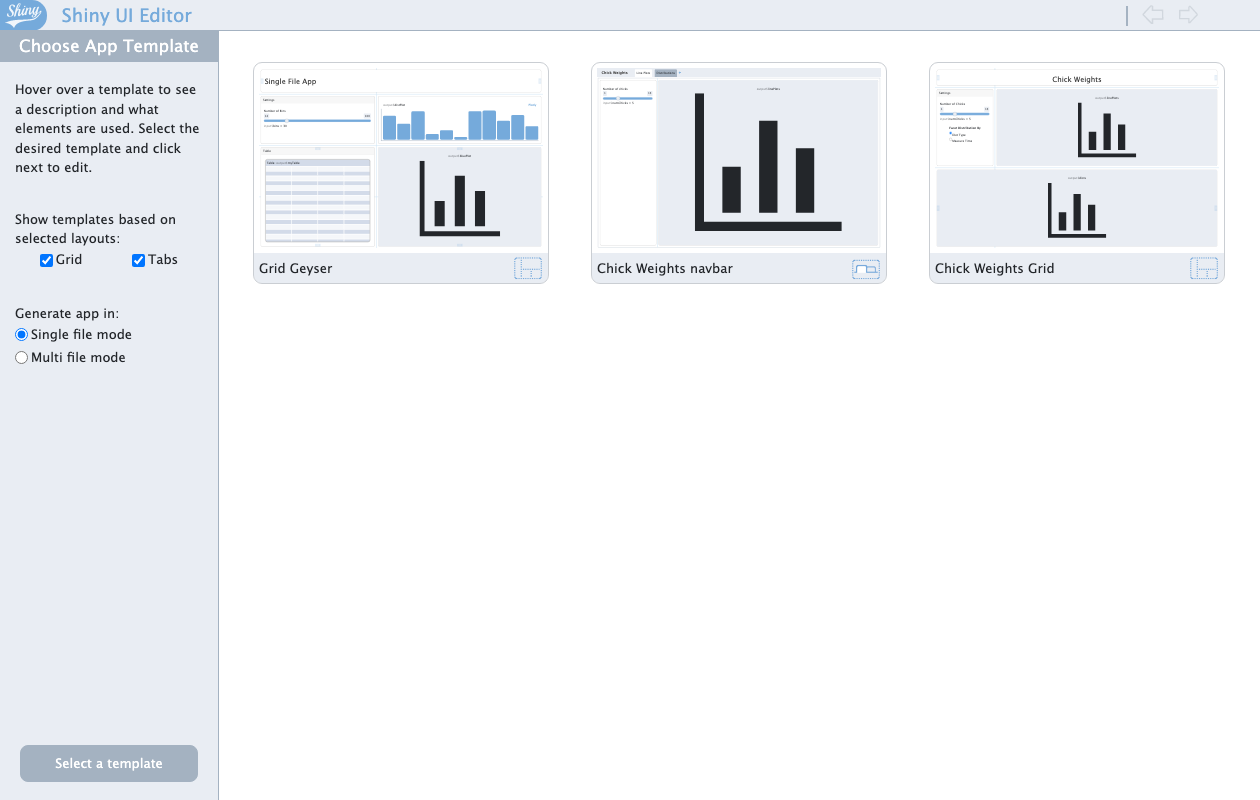 Shiny
Shiny UI Editor
Choose App Template
Hover over a template to see
a description and what
elements are used. Select the
desired template and click
next to edit.
Show templates based on
selected layouts:
Grid
Tabs
Generate app in:
Single file mode
Multi file mode
Select a template
Single File App
Settings
Number of Bins
Table
Grid Geyser
Chick Weights
Number of Chicks
Chick Weights navbar
Chick Weights
Settings
Number of Chicks
Chick Weights Grid